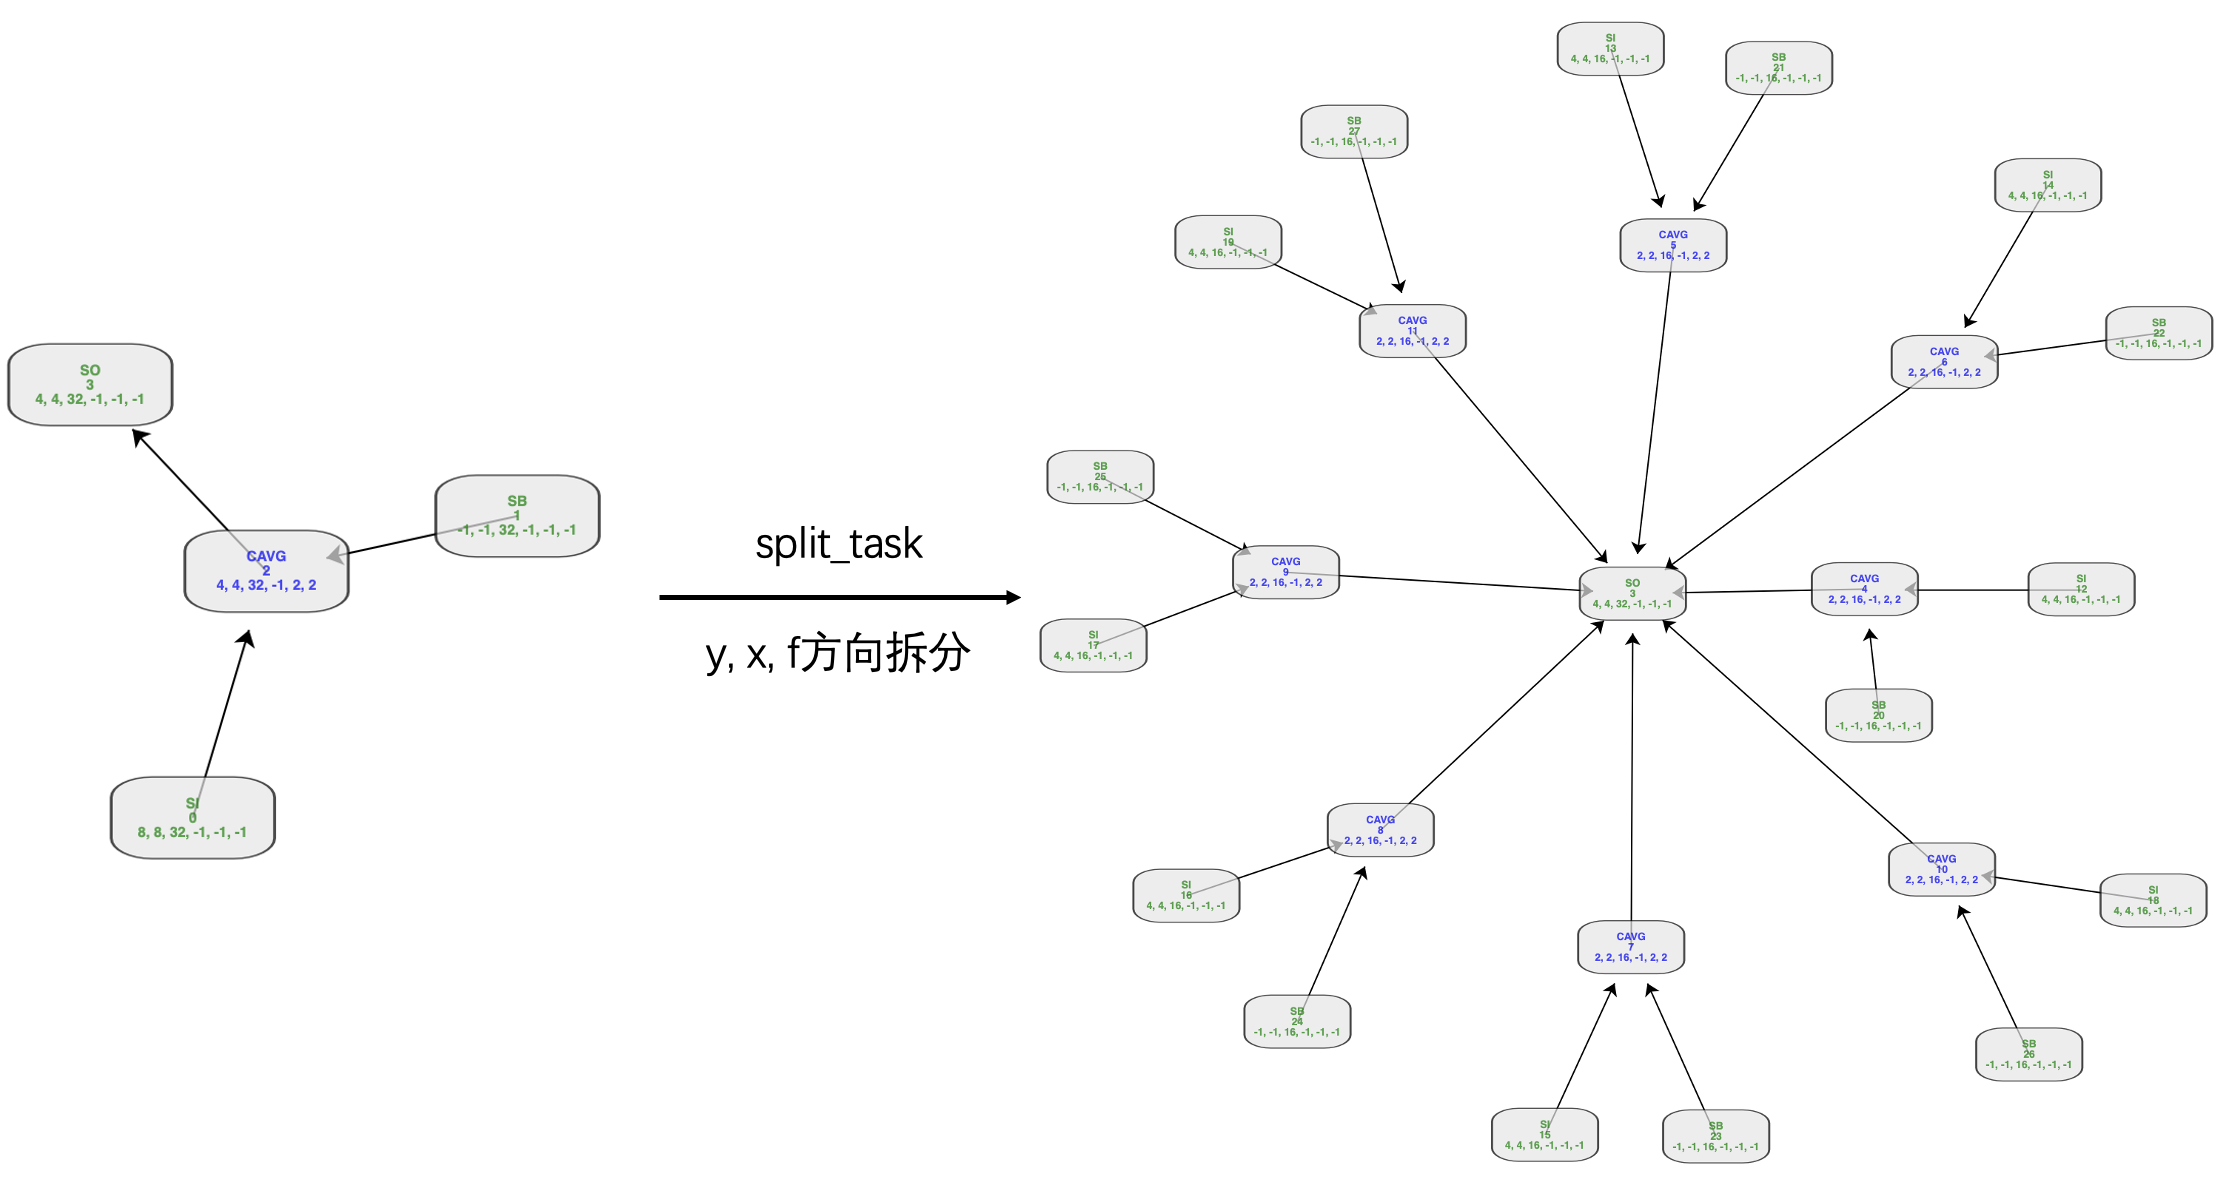 SO
3
4, 4, 32, -1, -1, -1
SB
1
-1, -1, 32, -1, -1, -1
CAVG
2
4, 4, 32, -1, 2, 2
SI
0
8, 8, 32, -1, -1, -1
split_task
y, x, f方向拆分
SI
13
4, 4, 16, -1, -1, -1
SB
21
-1, -1, 16, -1, -1, -1
SB
27
-1, -1, 16, -1, -1, -1
SI
14
4, 4, 16, -1, -1, -1
SI
19
4, 4, 16, -1, -1, -1
CAVG
5
2, 2, 16, -1, 2, 2
CAVG
11
2, 2, 16, -1, 2, 2
SB
22
-1, -1, 16, -1, -1, -1
CAVG
6
2, 2, 16, -1, 2, 2
SB
25
-1, -1, 16, -1, -1, -1
CAVG
9
2, 2, 16, -1, 2, 2
SO
3
4, 4, 32, -1, -1, -1
CAVG
4
2, 2, 16, -1, 2, 2
SI
12
4, 4, 16, -1, -1, -1
SI
17
4, 4, 16, -1, -1, -1
SB
20
-1, -1, 16, -1, -1, -1
CAVG
8
2, 2, 16, -1, 2, 2
CAVG
10
2, 2, 16, -1, 2, 2
SI
16
4, 4, 16, -1, -1, -1
SI
18
4, 4, 16, -1, -1, -1
CAVG
7
2, 2, 16, -1, 2, 2
SB
24
-1, -1, 16, -1, -1, -1
SB
26
-1, -1, 16, -1, -1, -1
SI
15
4, 4, 16, -1, -1, -1
SB
23
-1, -1, 16, -1, -1, -1